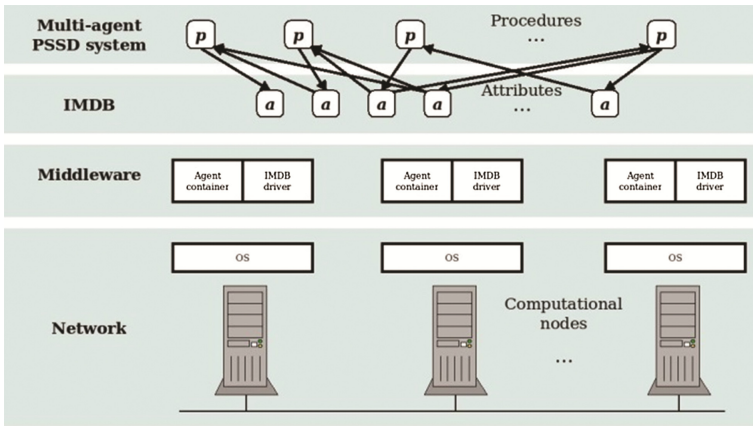 Multi-agent
PSSD system
p
p
p
Procedures
...
p
IMDB
a
a
a
a
Attributes
...
a
Middleware
Agent
container
IMDB
driver
Agent
container
IMDB
driver
Agent
container
IMDB
driver
OS
OS
OS
Network
Computational
nodes
...